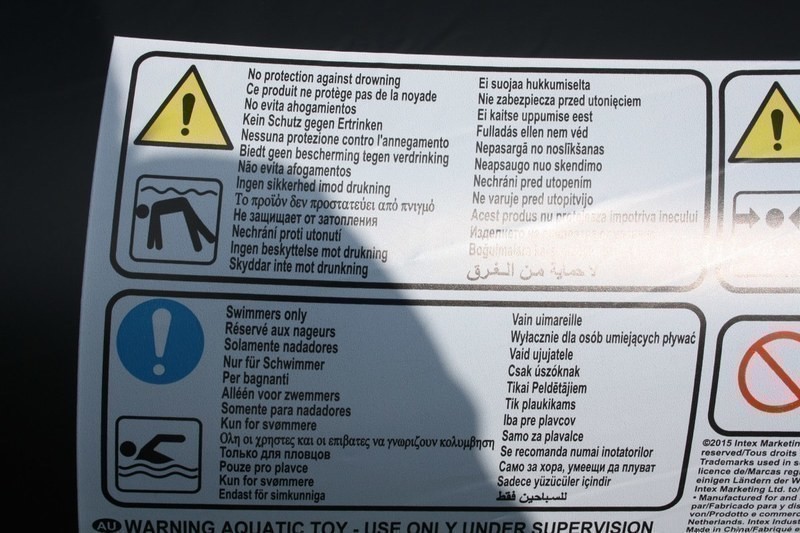 No protection against drowning
Ce produit ne protège pas de la noyade
No evita ahogamientos
Kein Schutz gegen Ertrinken
Nessuna protezione contro l'annegamento
Biedt geen bescherming tegen verdrinking
Não evita afogamentos
Ingen sikkerhed imod drukning
Το προϊόν δεν προστατεύει από πνιγμό
Не защищает от затопления
Nechrání proti utonutí
Ingen beskyttelse mot drukning
Skyddar inte mot drunkning
Ei suojaa hukkumiselta
Nie zabezpiecza przed utonięciem
Ei kaitse uppumise eest
Fulladás ellen nem véd
Nepasargā no noslīkšanas
Neapsaugo nuo skendimo
Nechráni pred utopením
Ne varuje pred utopitvijo
Acest produs nu protejeaza impotriva inecului
Изделието не
Boğulmalara
لا حماية من الغرق
Swimmers only
Réservé aux nageurs
Solamente nadadores
Nur für Schwimmer
Per bagnanti
Alléén voor zwemmers
Somente para nadadores
Kun for svømmere
Ολη οι χρηστες και οι επιβατες να γνωριζουν κολυμβηση
Только для пловцов
Pouze pro plavce
Kun for svømmere
Endast för simkunniga
Vain uimareille
Wyłącznie dla osób umiejących pływać
Vaid ujujatele
Csak úszóknak
Tikai Peldētājiem
Tik plaukikams
Iba pre plavcov
Samo za plavalce
Se recomanda numai inotatorilor
Само за хора, умеещи да плуват
Sadece yüzücüler içindir
للسباحين فقط
©2015 Intex Marketin
reserved/Tous droits
Trademarks used in s
licence de/Marcas reg
einigen Ländern der W
Intex Marketing Ltd. to/
• Manufactured for and
par/Fabricado para y dis
von/Prodotto e commerc
Netherlands. Intex Indust
Made in China/Fabriqué e
AU WARNING AQUATIC TOY - USE ONLY UNDER SUPERVISION